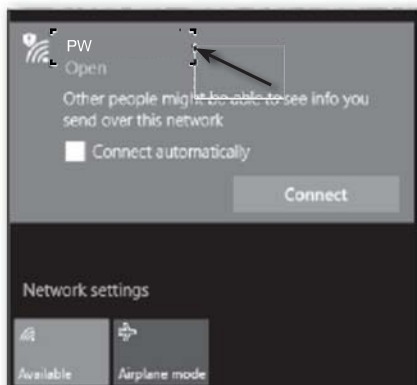 PW
Open
Other people might be able to see info you
send over this network
Connect automatically
Connect
Network settings
Available
Airplane mode